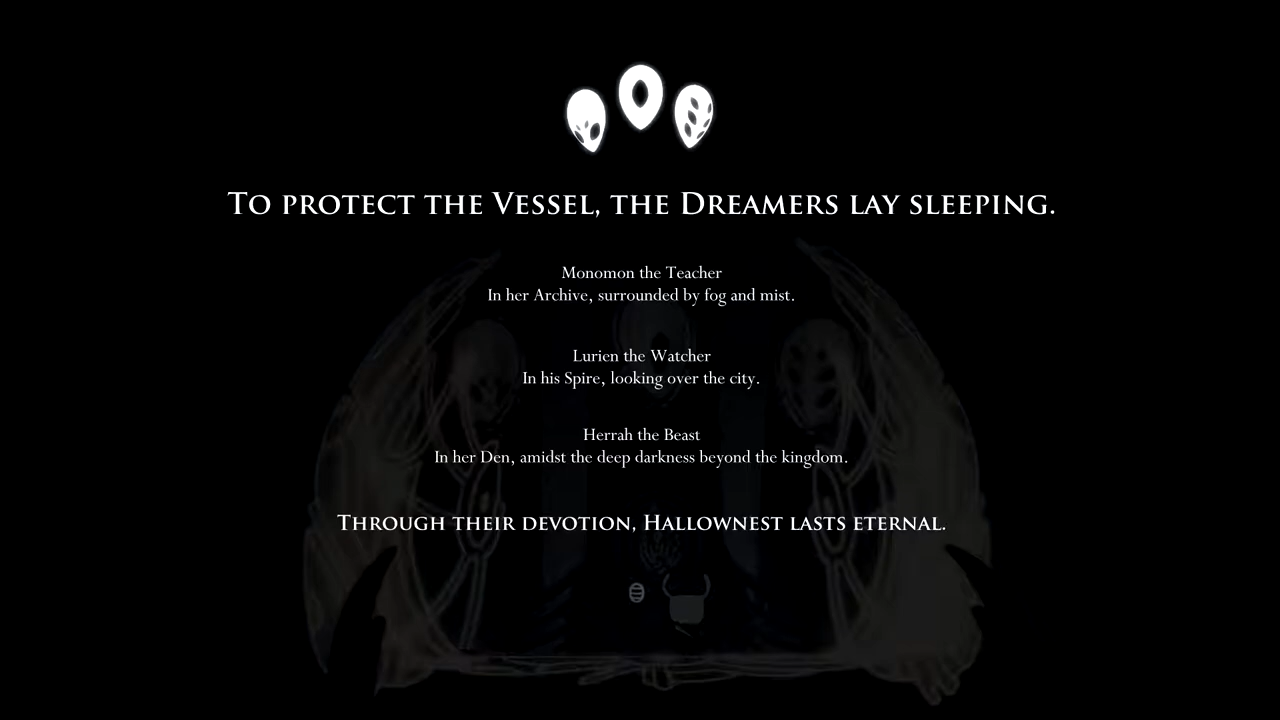 To protect the Vessel, the Dreamers lay sleeping.
Monomon the Teacher
In her Archive, surrounded by fog and mist.
Lurien the Watcher
In his Spire, looking over the city.
Herrah the Beast
In her Den, amidst the deep darkness beyond the kingdom.
Through their devotion, Hallownest lasts eternal.